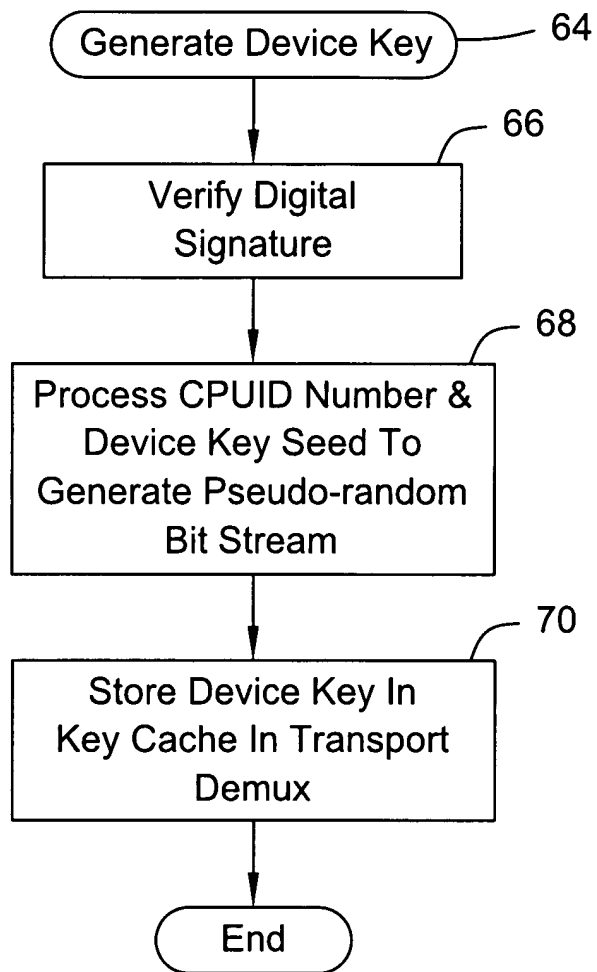 Generate Device Key
64
66
Verify Digital
Signature
68
Process CPUID Number &
Device Key Seed To
Generate Pseudo-random
Bit Stream
70
Store Device Key In
Key Cache In Transport
Demux
End